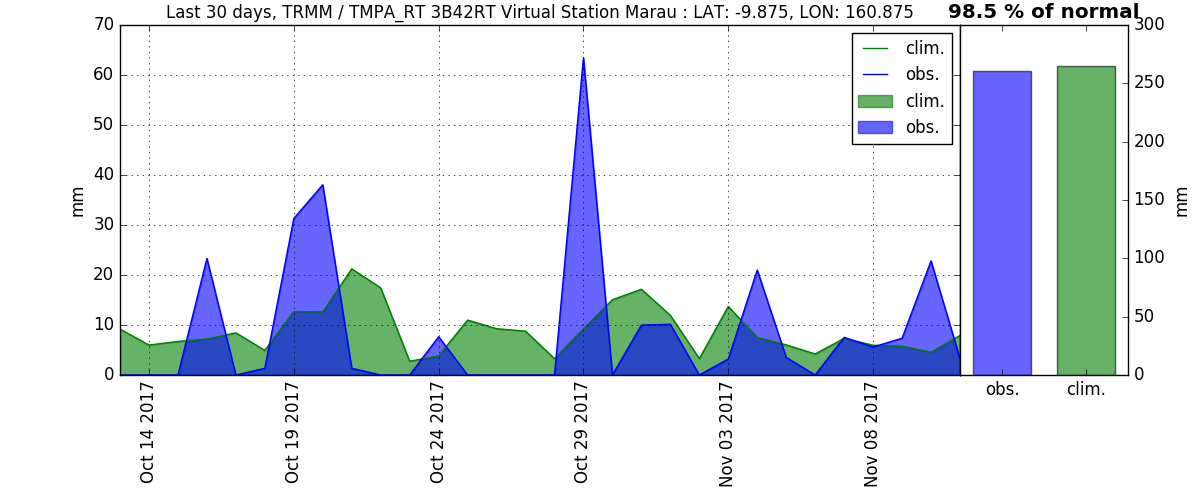 Last 30 days, TRMM / TMPA_RT 3B42RT Virtual Station Marau : LAT: -9.875, LON: 160.875
98.5 % of normal
70
60
50
40
30
20
10
0
mm
clim.
obs.
clim.
obs.
300
250
200
150
100
50
0
mm
Oct 14 2017
Oct 19 2017
Oct 24 2017
Oct 29 2017
Nov 03 2017
Nov 08 2017
obs.
clim.